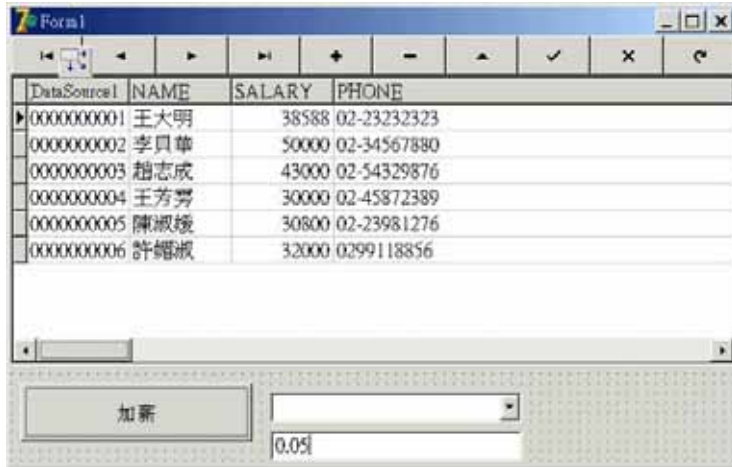 Form1
DataSource1 NAME SALARY PHONE
0000000001 王大明 38588 02-23232323
0000000002 李貝華 50000 02-34567880
0000000003 趙志成 43000 02-54329876
0000000004 王芳 30000 02-45872389
0000000005 陳淑媛 30800 02-23981276
0000000006 許媚淑 32000 0299118856
加薪
0.05